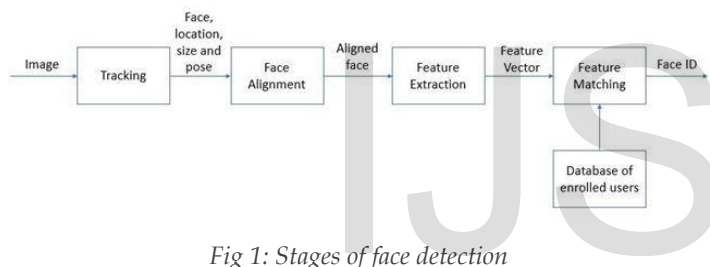 Image
Tracking
Face,
location,
size and
pose
Face
Alignment
Aligned
face
Feature
Extraction
Feature
Vector
Feature
Matching
Face ID
Database of
enrolled users
IJS
Fig 1: Stages of face detection